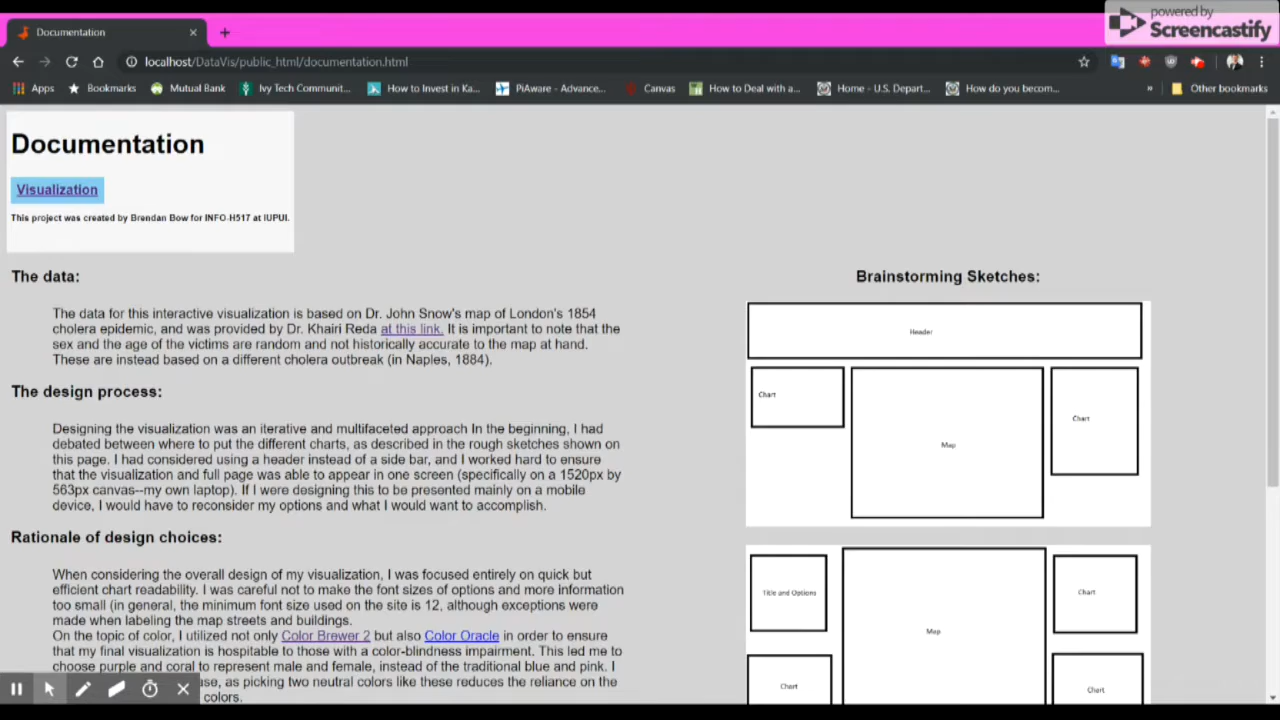 powered by
Screencastify
Documentation
localhost/DataVis/public_html/documentation.html
Apps
Bookmarks
Mutual Bank
Ivy Tech Communit...
How to Invest in Ka...
PiAware - Advance...
Canvas
How to Deal with a...
Home - U.S. Depart...
How do you becom...
»
Other bookmarks
Documentation
Visualization
This project was created by Brendan Bow for INFO-H517 at IUPUI.
The data:
The data for this interactive visualization is based on Dr. John Snow's map of London's 1854
cholera epidemic, and was provided by Dr. Khairi Reda at this link. It is important to note that the
sex and the age of the victims are random and not historically accurate to the map at hand.
These are instead based on a different cholera outbreak (in Naples, 1884).
The design process:
Designing the visualization was an iterative and multifaceted approach In the beginning, I had
debated between where to put the different charts, as described in the rough sketches shown on
this page. I had considered using a header instead of a side bar, and I worked hard to ensure
that the visualization and full page was able to appear in one screen (specifically on a 1520px by
563px canvas--my own laptop). If I were designing this to be presented mainly on a mobile
device, I would have to reconsider my options and what I would want to accomplish.
Rationale of design choices:
When considering the overall design of my visualization, I was focused entirely on quick but
efficient chart readability. I was careful not to make the font sizes of options and more information
too small (in general, the minimum font size used on the site is 12, although exceptions were
made when labeling the map streets and buildings.
On the topic of color, I utilized not only Color Brewer 2 but also Color Oracle in order to ensure
that my final visualization is hospitable to those with a color-blindness impairment. This led me to
choose purple and coral to represent male and female, instead of the traditional blue and pink. I
use, as picking two neutral colors like these reduces the reliance on the
colors.
Brainstorming Sketches:
Header
Chart
Map
Chart
Title and Options
Map
Chart
Chart
Chart